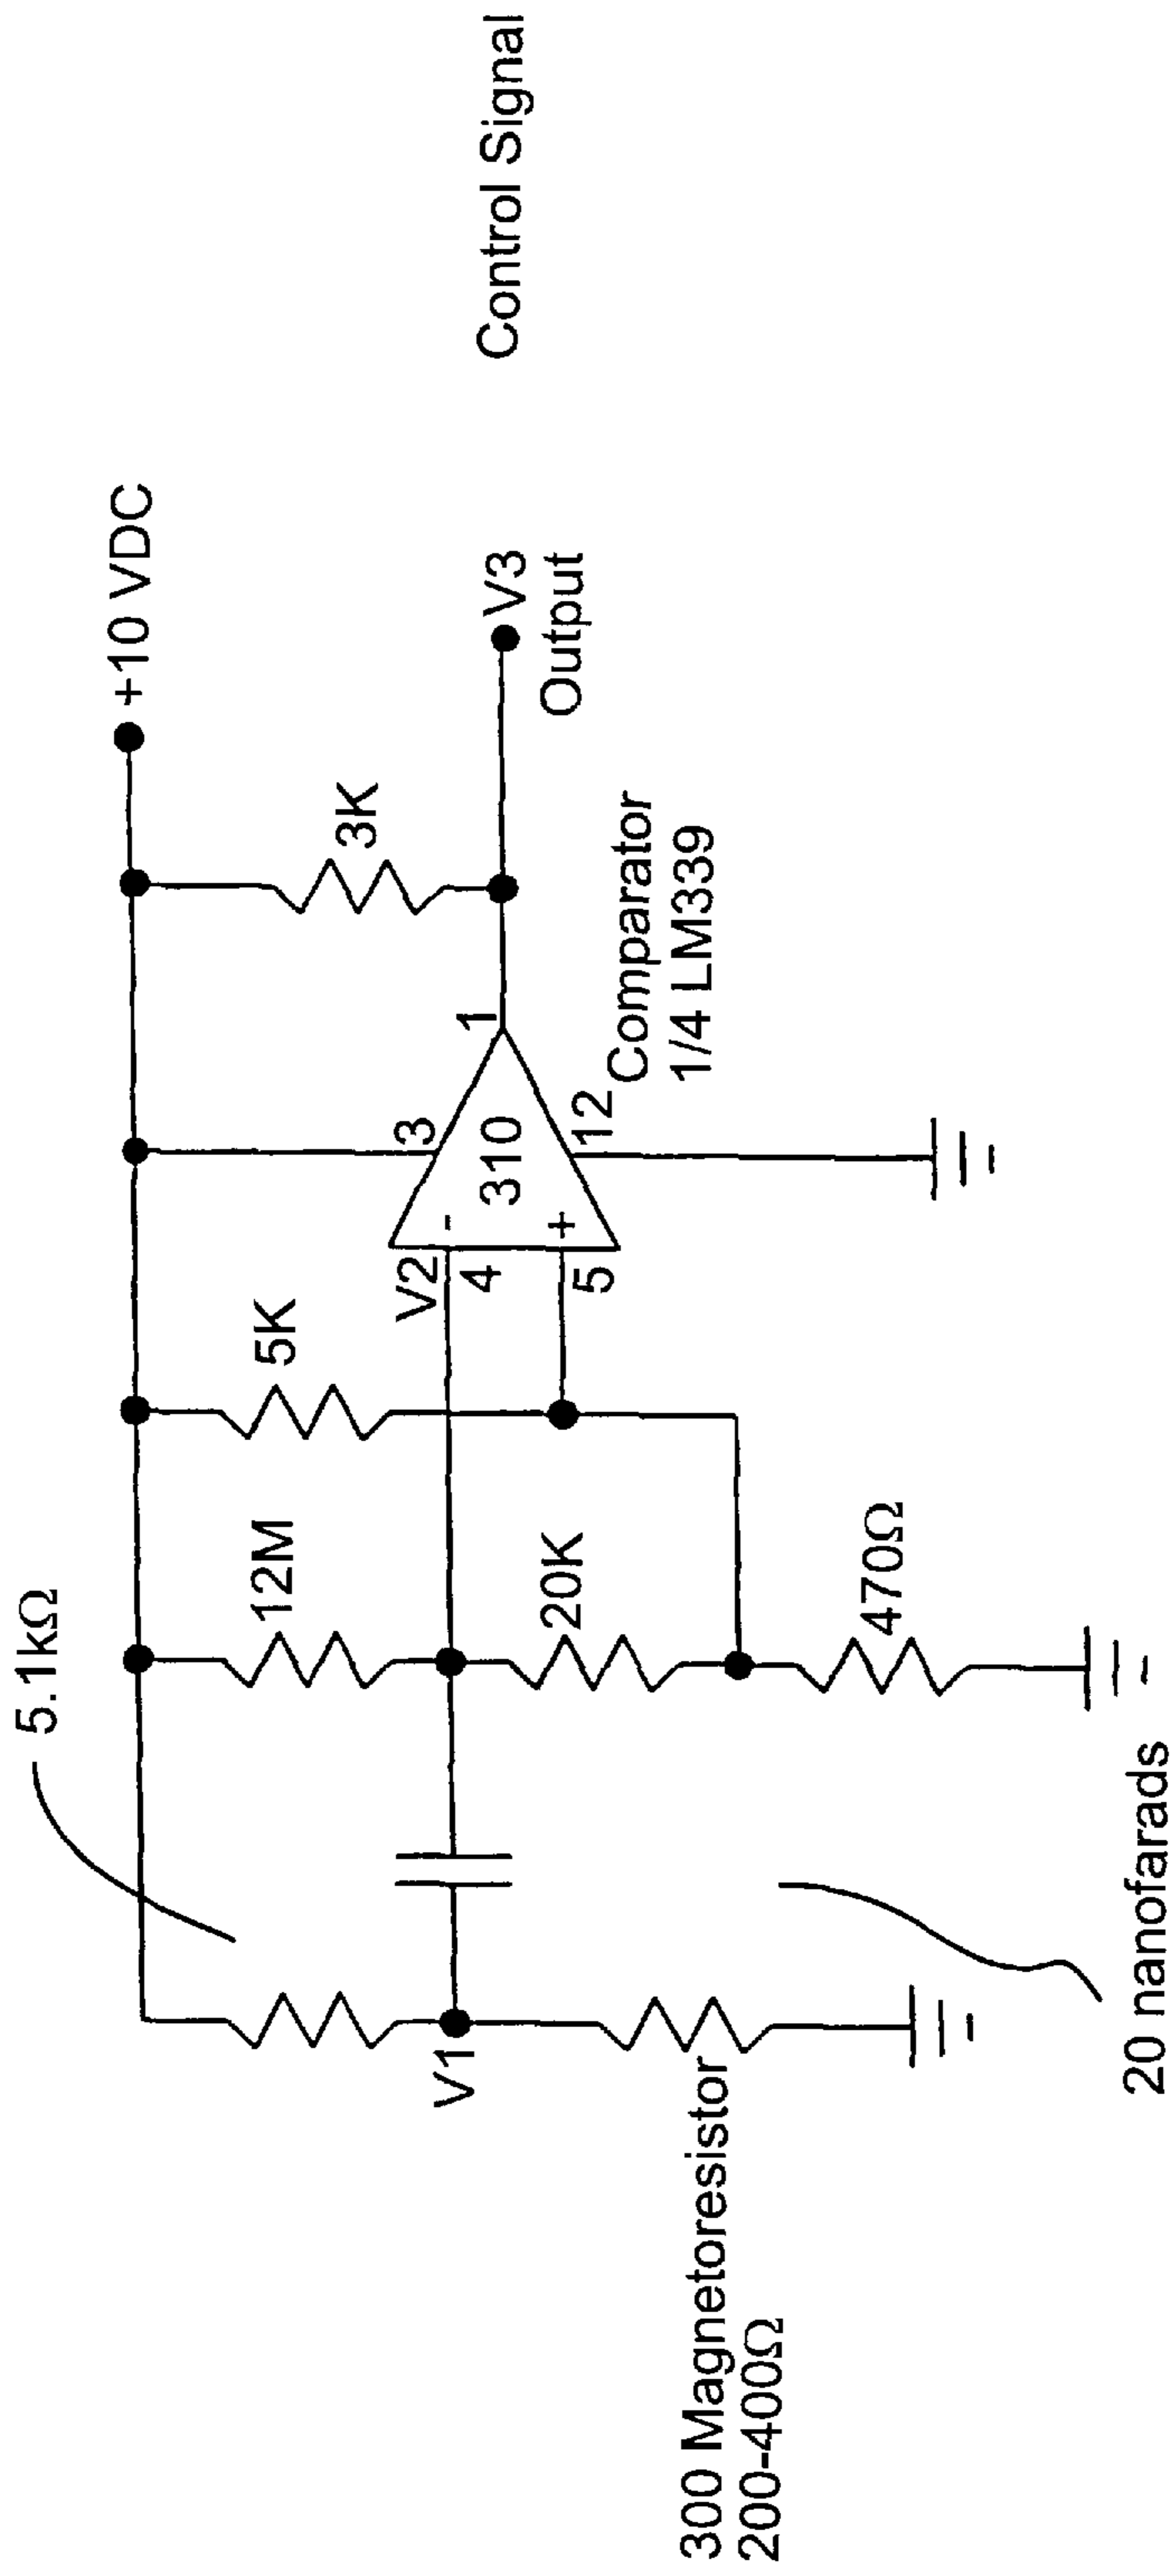 5.1kΩ
+10 VDC
12M
5K
3K
V1
V2
4
-
3
310
1
V3
Output
Control Signal
5
+
12
Comparator
1/4 LM339
20K
470Ω
300 Magnetoresistor
200-400Ω
20 nanofarads